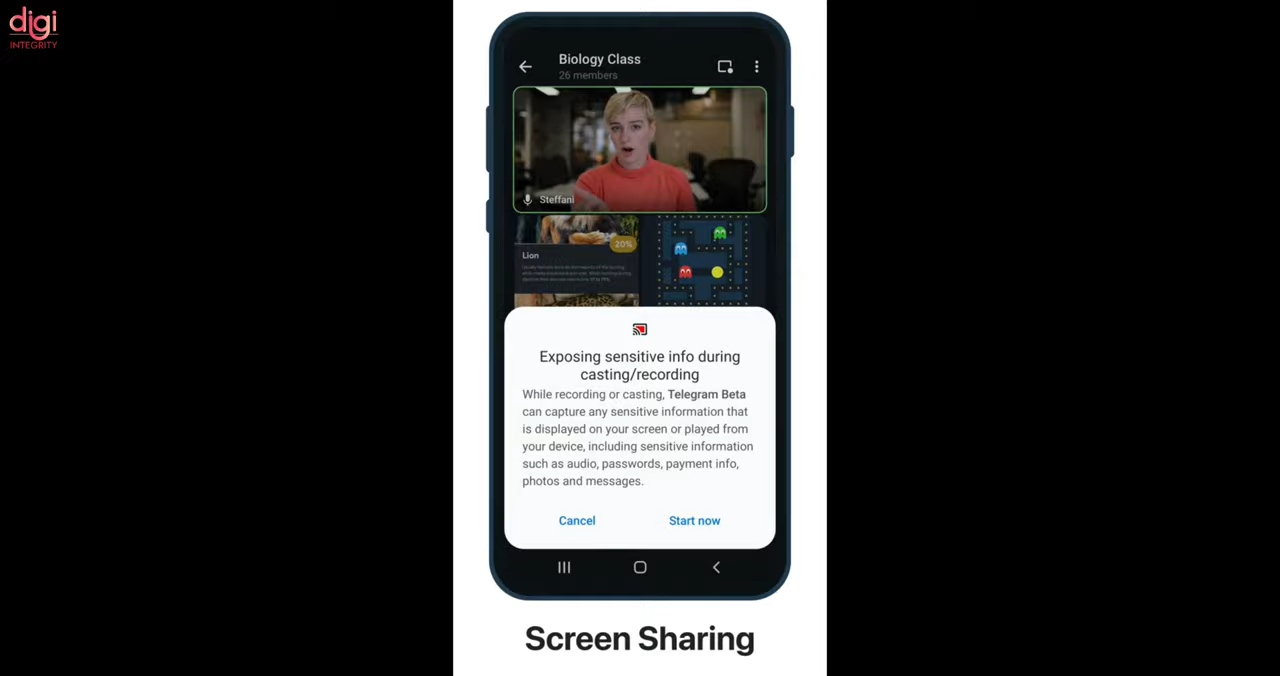 digi
INTEGRITY
Biology Class
26 members
Steffani
20%
Lion
Exposing sensitive info during
casting/recording
While recording or casting, Telegram Beta
can capture any sensitive information that
is displayed on your screen or played from
your device, including sensitive information
such as audio, passwords, payment info,
photos and messages.
Cancel
Start now
Screen Sharing